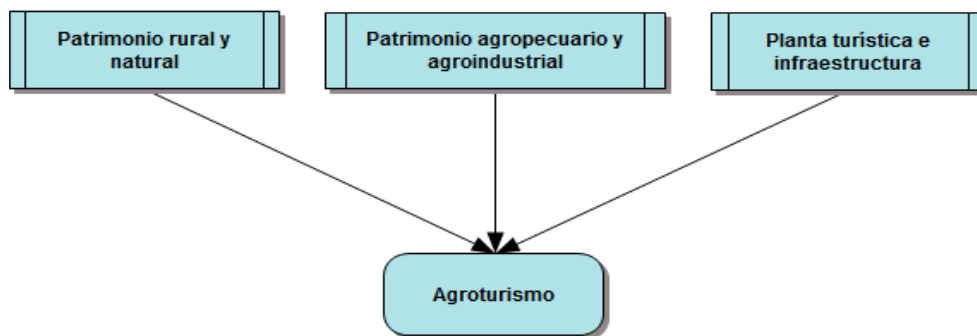 Patrimonio rural y
natural
Patrimonio agropecuario y
agroindustrial
Planta turística e
infraestructura
Agroturismo